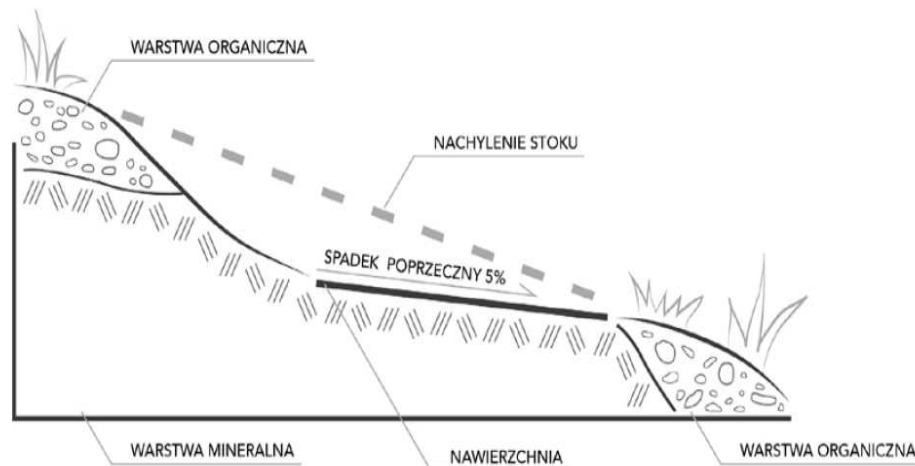 WARSTWA ORGANICZNA
NACHYLENIE STOKU
SPADEK POPRZECZNY 5%
WARSTWA MINERALNA
NAWIERZCHNIA
WARSTWA ORGANICZNA